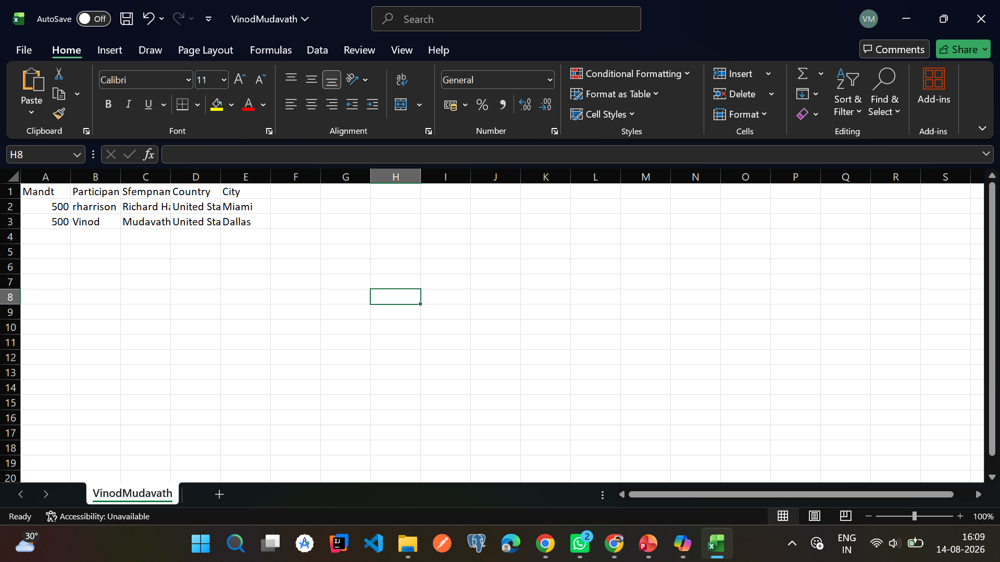 AutoSave Off VinodMudavath Search VM
File Home Insert Draw Page Layout Formulas Data Review View Help Comments Share
Paste
Clipboard
Calibri 11
B I U A
Font
ab
Alignment
General
% .00 .00
Number
Conditional Formatting
Format as Table
Cell Styles
Styles
Insert
Delete
Format
Cells
Sort & Filter
Find & Select
Editing
Add-ins
Add-ins
H8 fx
A B C D E F G H I J K L M N O P Q R S
1 Mandt Participan Sfempnam Country City
2 500 rharrison Richard Ha United Sta Miami
3 500 Vinod Mudavath United Sta Dallas
4
5
6
7
8
9
10
11
12
13
14
15
16
17
18
19
20
VinodMudavath
Ready Accessibility: Unavailable 100%
30° 2 ENG 16:09
IN 14-08-2026